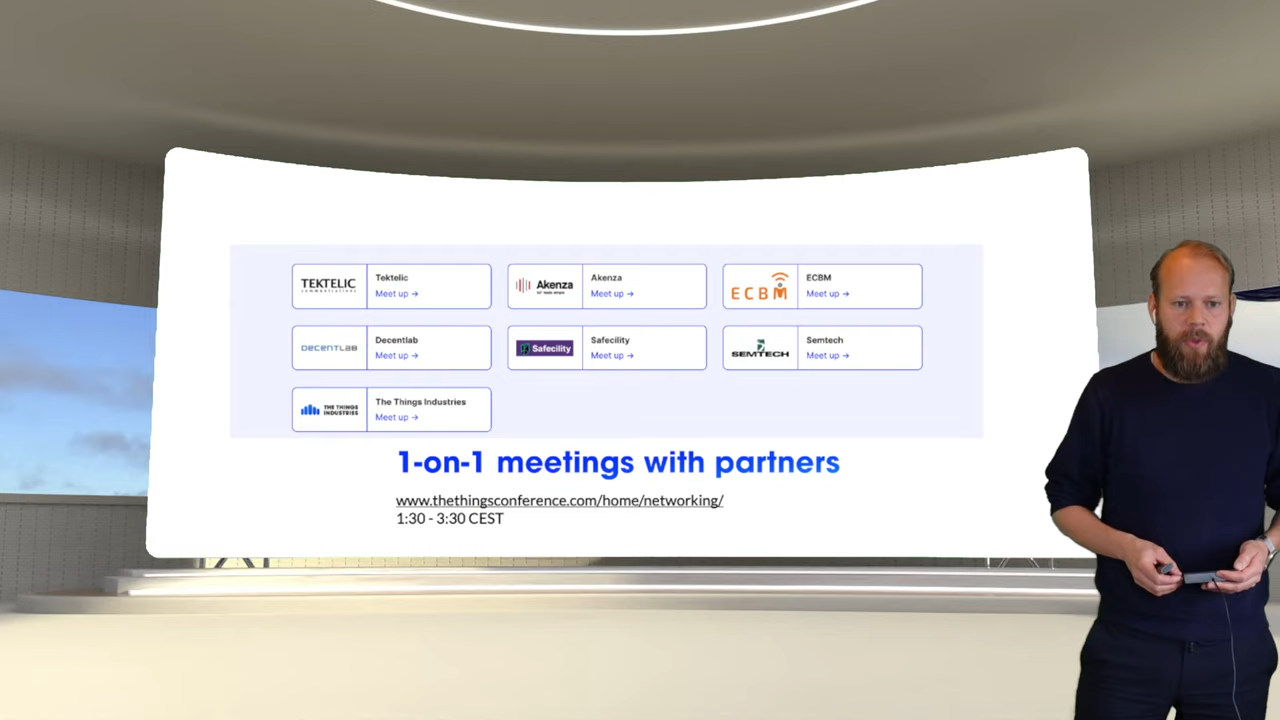 TEKTELIC
communications
Tektelic
Meet up →
Akenza
Akenza
Meet up →
ECBM
ECBM
Meet up →
DECENTLAB
Decentlab
Meet up →
Safecility
Safecility
Meet up →
SEMTECH
Semtech
Meet up →
THE THINGS
INDUSTRIES
The Things Industries
Meet up →
1-on-1 meetings with partners
www.thethingsconference.com/home/networking/
1:30 - 3:30 CEST